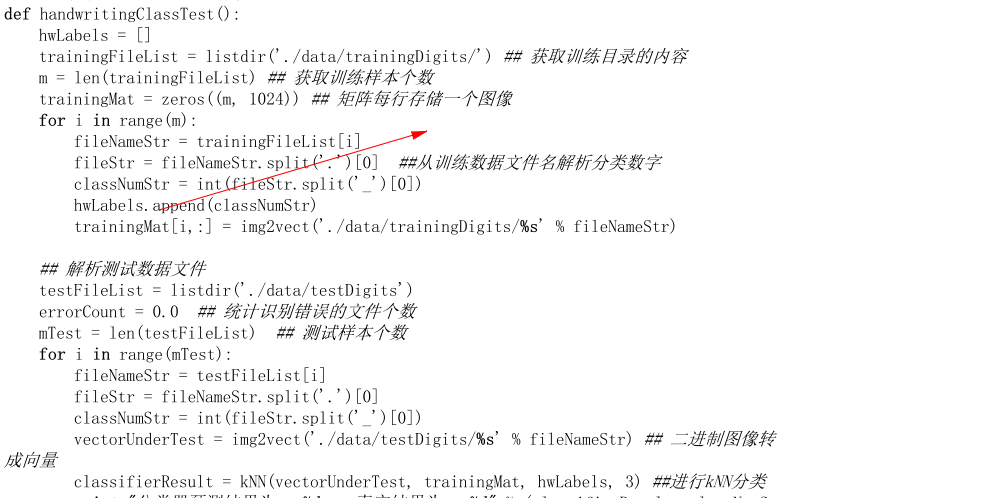 def handwritingClassTest():
    hwLabels = []
    trainingFileList = listdir('./data/trainingDigits/') ## 获取训练目录的内容
    m = len(trainingFileList) ## 获取训练样本个数
    trainingMat = zeros((m, 1024)) ## 矩阵每行存储一个图像
    for i in range(m):
        fileNameStr = trainingFileList[i]
        fileStr = fileNameStr.split('.')[0]  ##从训练数据文件名解析分类数字
        classNumStr = int(fileStr.split('_')[0])
        hwLabels.append(classNumStr)
        trainingMat[i,:] = img2vect('./data/trainingDigits/%s' % fileNameStr)
    ## 解析测试数据文件
    testFileList = listdir('./data/testDigits')
    errorCount = 0.0  ## 统计识别错误的文件个数
    mTest = len(testFileList)  ## 测试样本个数
    for i in range(mTest):
        fileNameStr = testFileList[i]
        fileStr = fileNameStr.split('.')[0]
        classNumStr = int(fileStr.split('_')[0])
        vectorUnderTest = img2vect('./data/testDigits/%s' % fileNameStr) ## 二进制图像转
成向量
        classifierResult = kNN(vectorUnderTest, trainingMat, hwLabels, 3) ##进行kNN分类